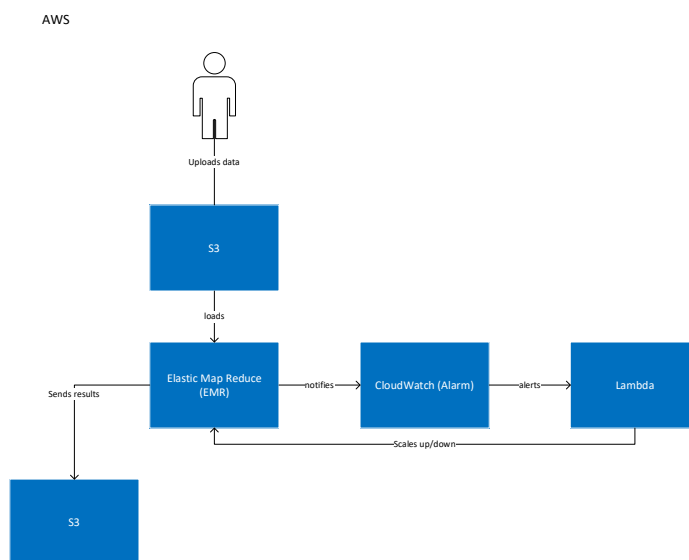 AWS
Uploads data
S3
loads
Elastic Map Reduce
(EMR)
notifies
CloudWatch (Alarm)
alerts
Lambda
Sends results
Scales up/down
S3